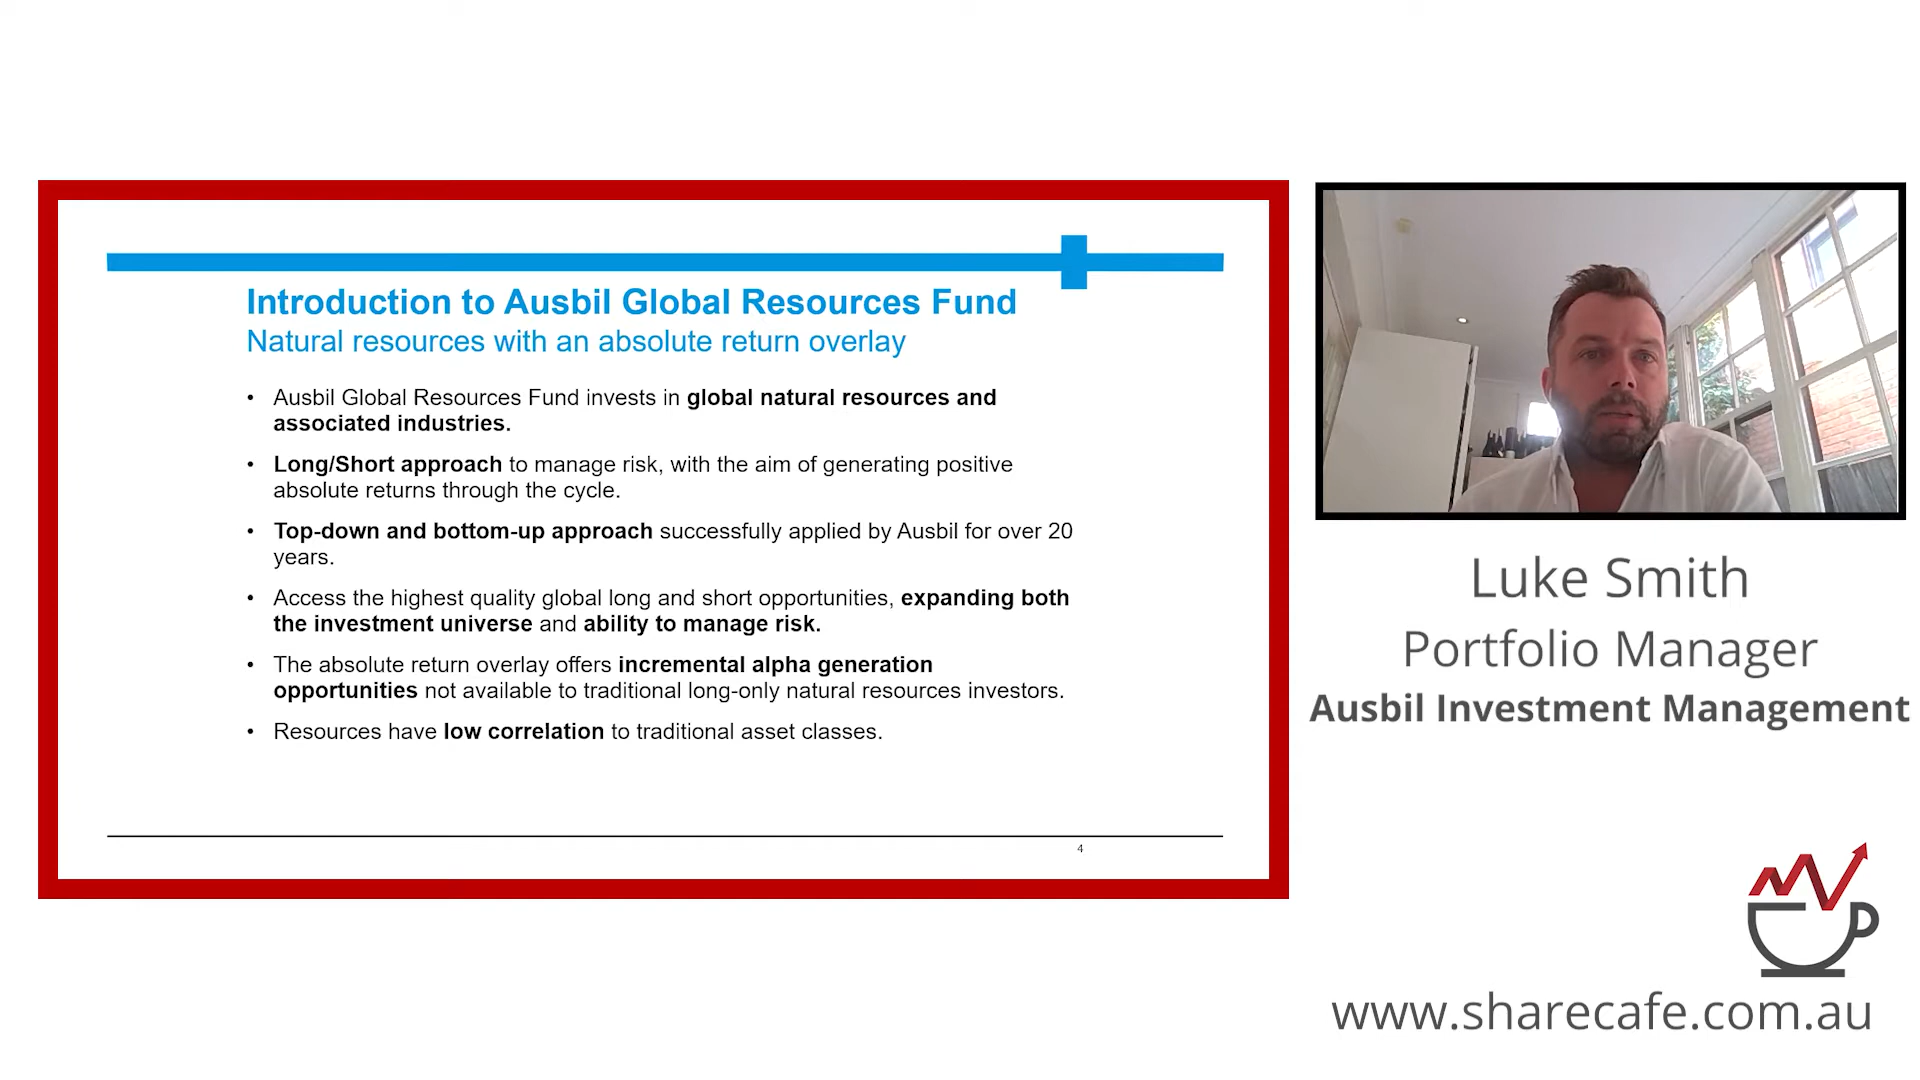 Introduction to Ausbil Global Resources Fund
Natural resources with an absolute return overlay
• Ausbil Global Resources Fund invests in global natural resources and
associated industries.
• Long/Short approach to manage risk, with the aim of generating positive
absolute returns through the cycle.
• Top-down and bottom-up approach successfully applied by Ausbil for over 20
years.
• Access the highest quality global long and short opportunities, expanding both
the investment universe and ability to manage risk.
• The absolute return overlay offers incremental alpha generation
opportunities not available to traditional long-only natural resources investors.
• Resources have low correlation to traditional asset classes.
4
Luke Smith
Portfolio Manager
Ausbil Investment Management
www.sharecafe.com.au